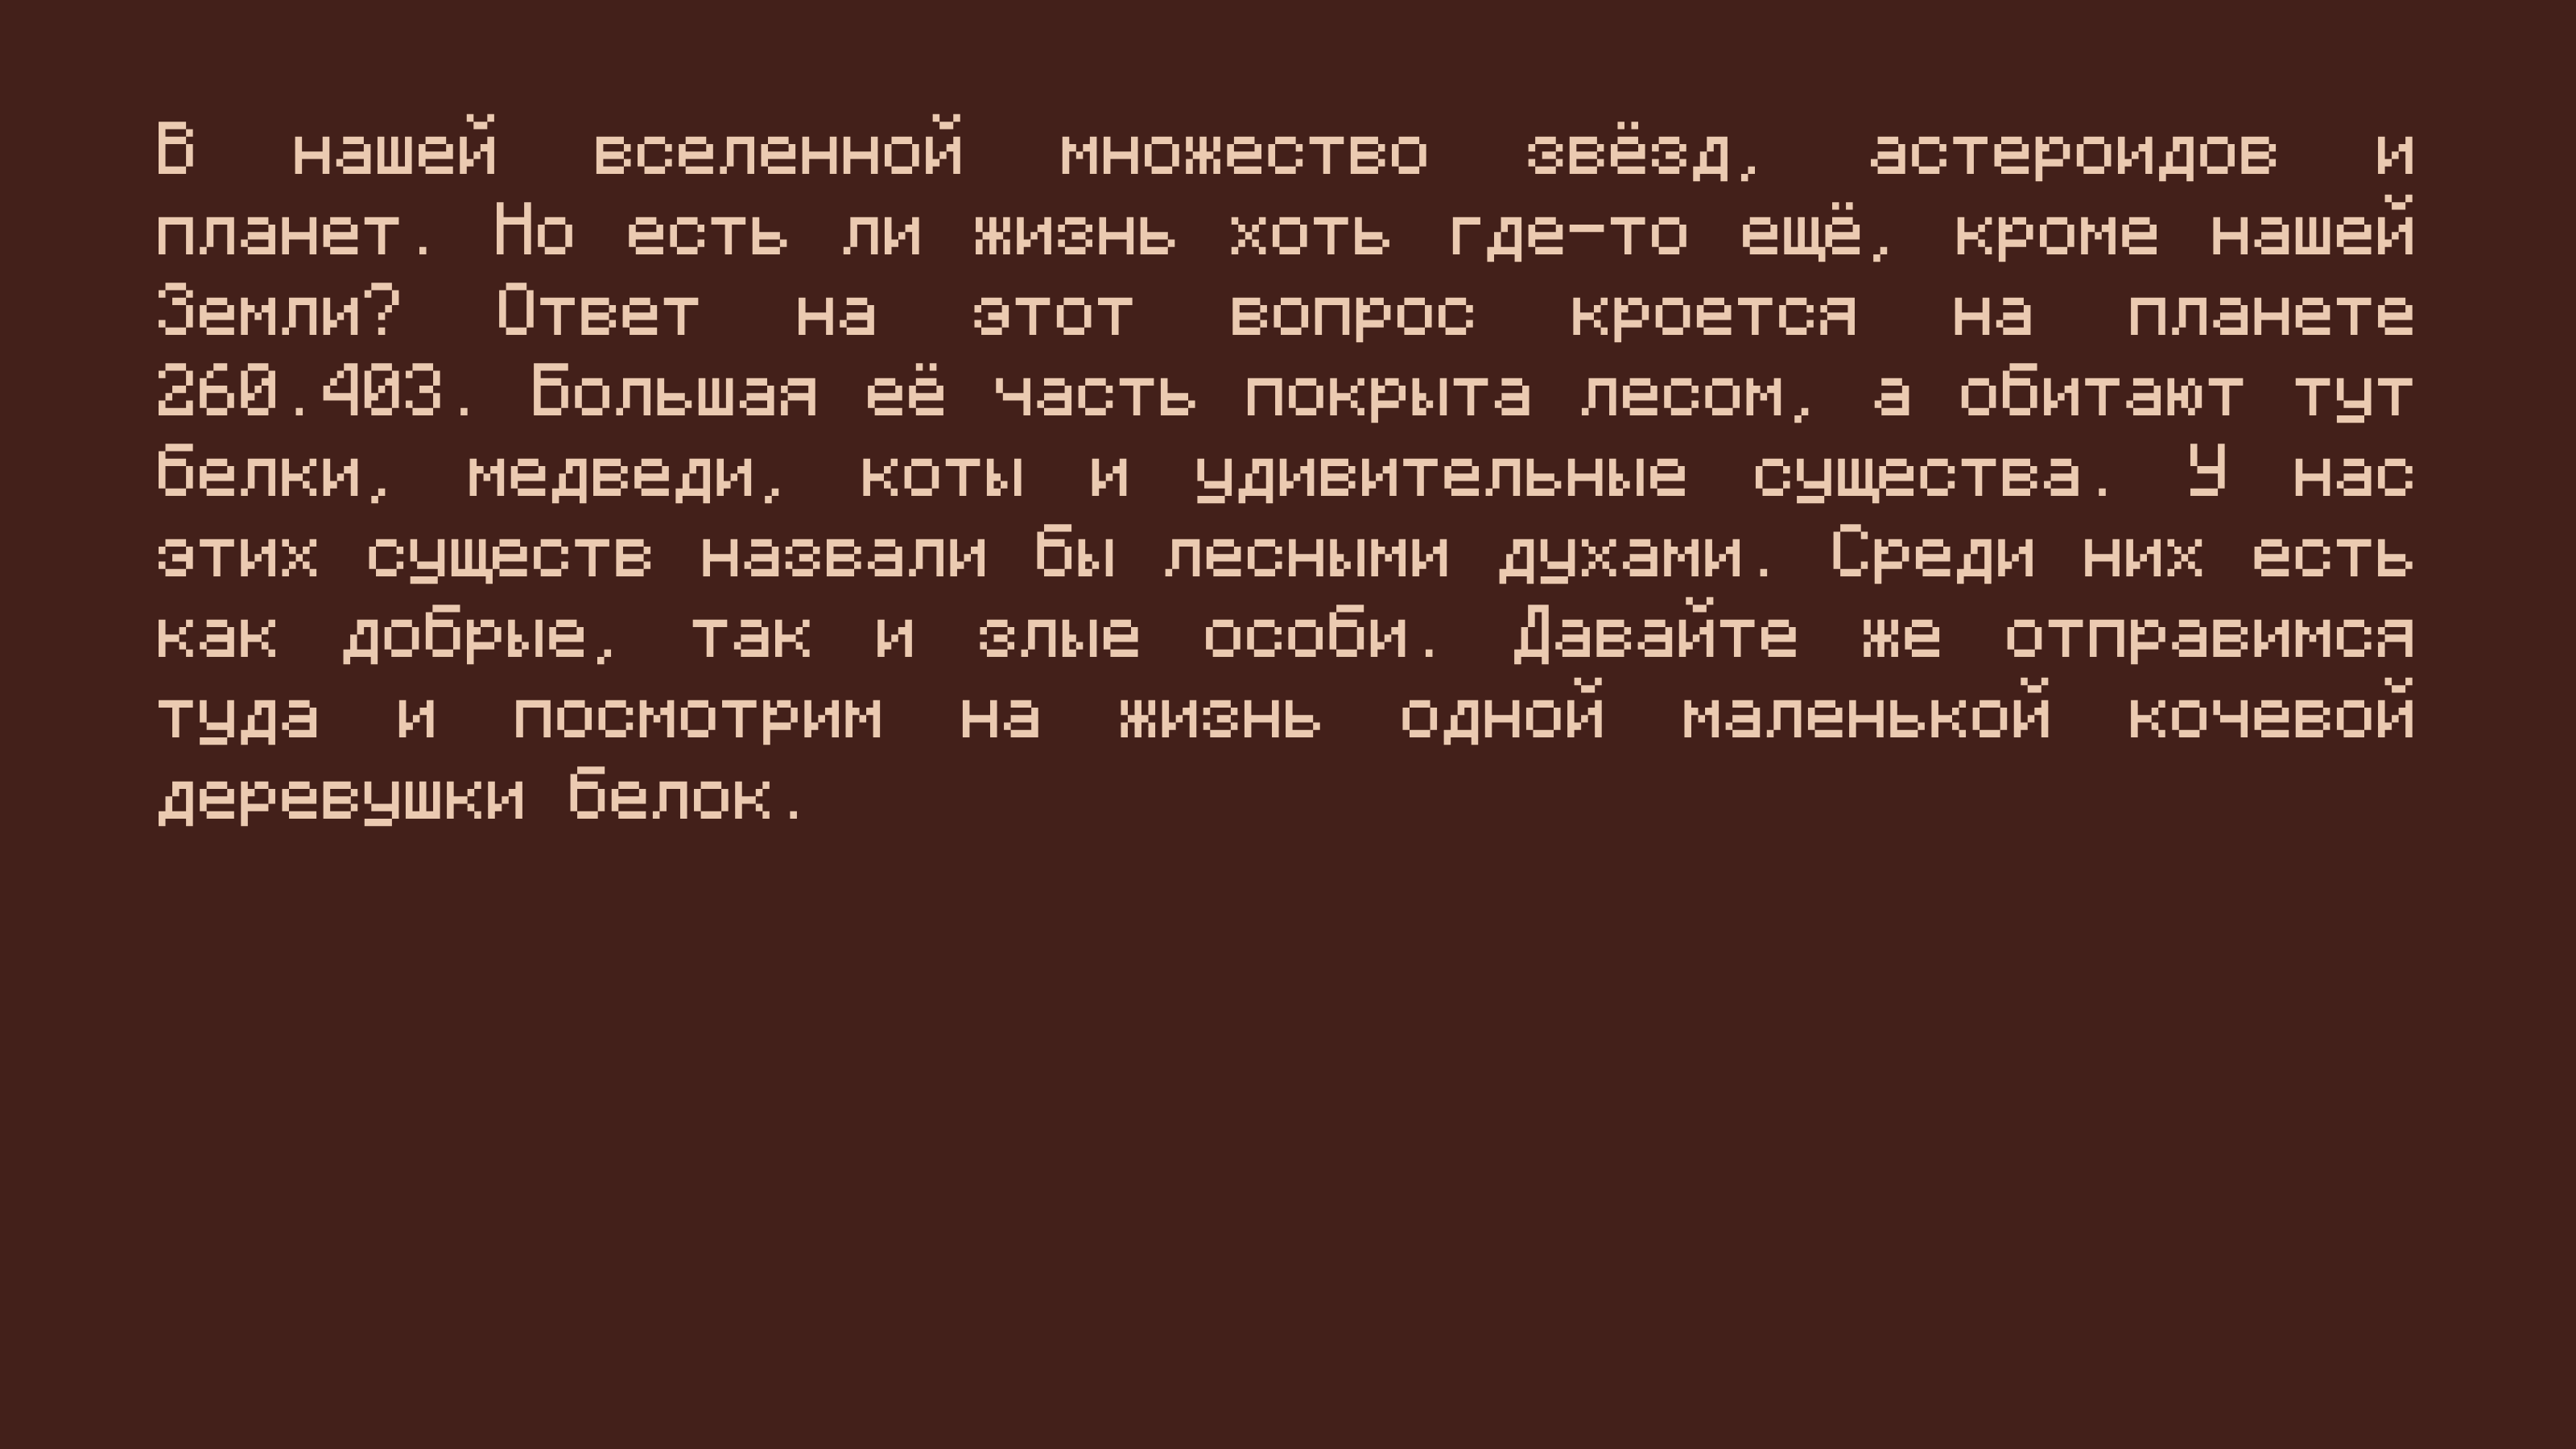 В нашей вселенной множество звёзд, астероидов и
планет. Но есть ли жизнь хоть где-то ещё, кроме нашей
Земли? Ответ на этот вопрос кроется на планете
260.403. Большая её часть покрыта лесом, а обитают тут
белки, медведи, коты и удивительные существа. У нас
этих существ назвали бы лесными духами. Среди них есть
как добрые, так и злые особи. Давайте же отправимся
туда и посмотрим на жизнь одной маленькой кочевой
деревушки белок.